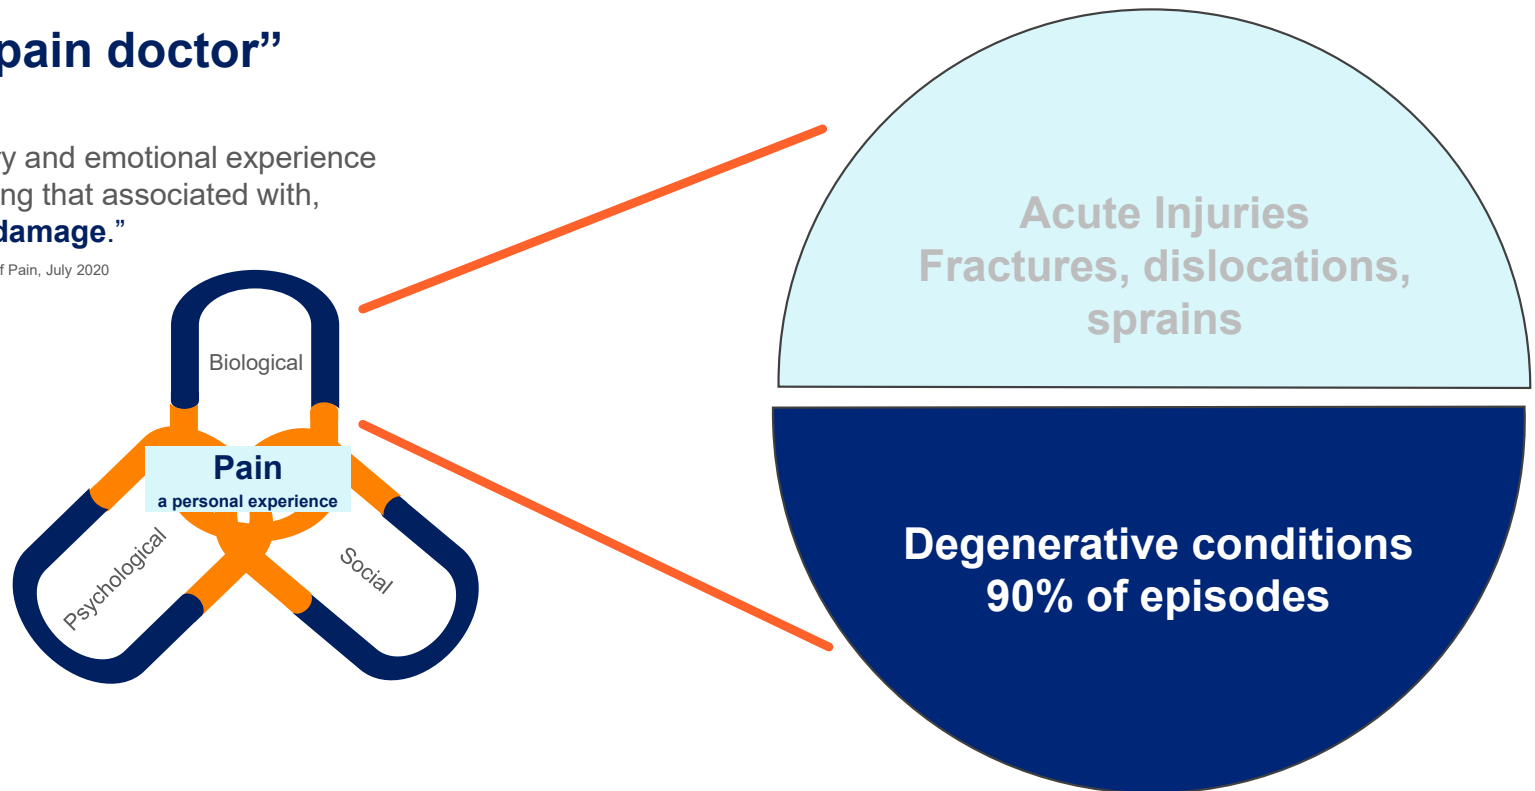 pain doctor”
ry and emotional experience
ng that associated with,
damage.”
f Pain, July 2020
Biological
Pain
a personal experience
Psychological
Social
Acute Injuries
Fractures, dislocations,
sprains
Degenerative conditions
90% of episodes